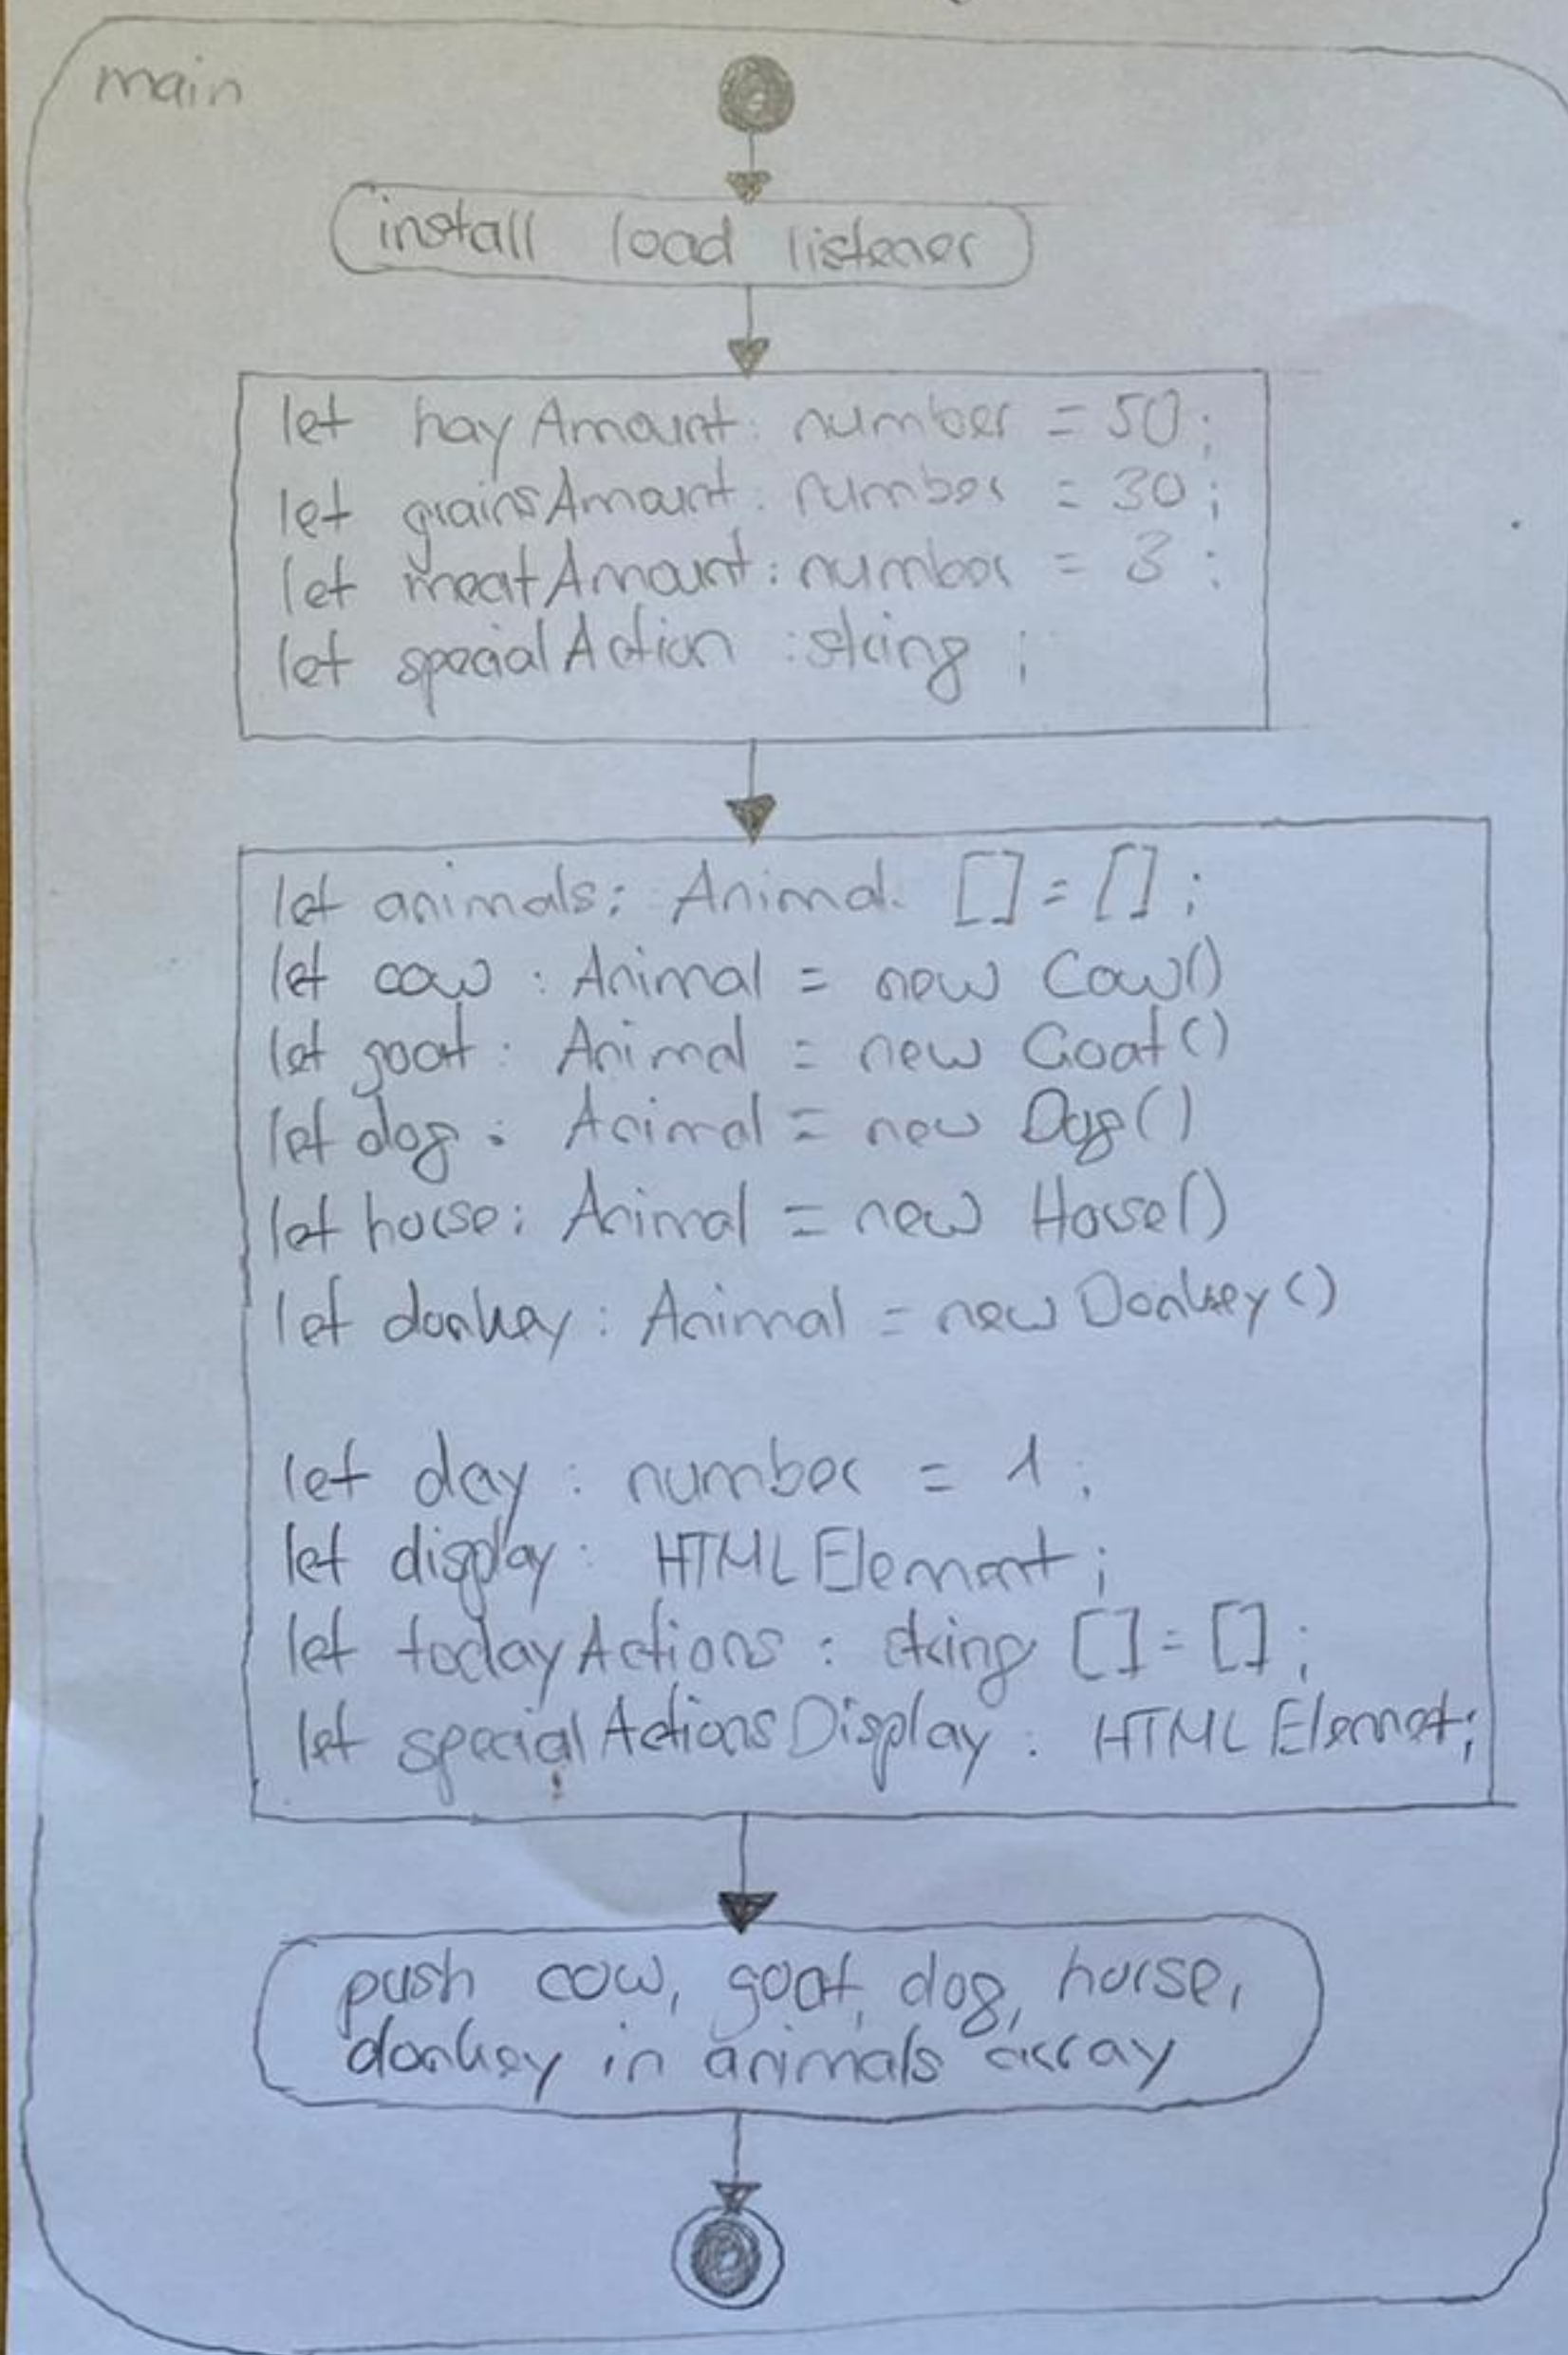 main
install load listener
let hayAmount: number = 50;
let grainsAmount: number = 30;
let meatAmount: number = 3;
let specialAction : string ;
let animals: Animal [] = [];
let cow : Animal = new Cow()
let goat : Animal = new Goat()
let dog : Animal = new Dog()
let horse: Animal = new Horse()
let donkey : Animal = new Donkey()
let day : number = 1;
let display : HTMLElement;
let todayActions : string [] = [];
let specialActionsDisplay : HTML Elemet;
push cow, goat, dog, horse,
donkey in animals array